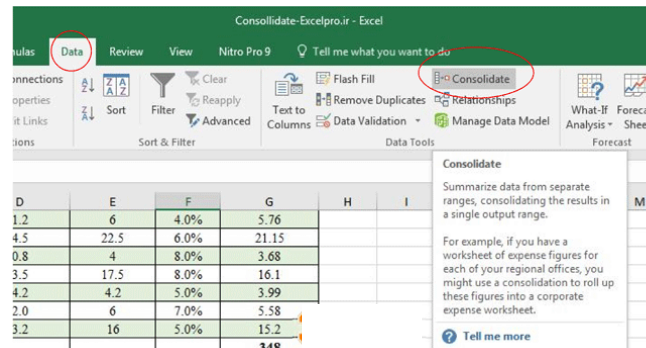 Consollidate-Excelpro.ir - Excel
nulas Data Review View Nitro Pro 9 Tell me what you want to do
onnections
operties
it Links
ions
Sort
Filter
Clear
Reapply
Advanced
Sort & Filter
Text to
Columns
Flash Fill
Remove Duplicates
Data Validation
Consolidate
Relationships
Manage Data Model
Data Tools
What-If
Analysis
Foreca
Shee
Forecast
Consolidate
Summarize data from separate
ranges, consolidating the results in
a single output range.
For example, if you have a
worksheet of expense figures for
each of your regional offices, you
might use a consolidation to roll up
these figures into a corporate
expense worksheet.
Tell me more
D E F G H I M
1.2 6 4.0% 5.76
4.5 22.5 6.0% 21.15
0.8 4 8.0% 3.68
3.5 17.5 8.0% 16.1
4.2 4.2 5.0% 3.99
2.0 6 7.0% 5.58
3.2 16 5.0% 15.2
348